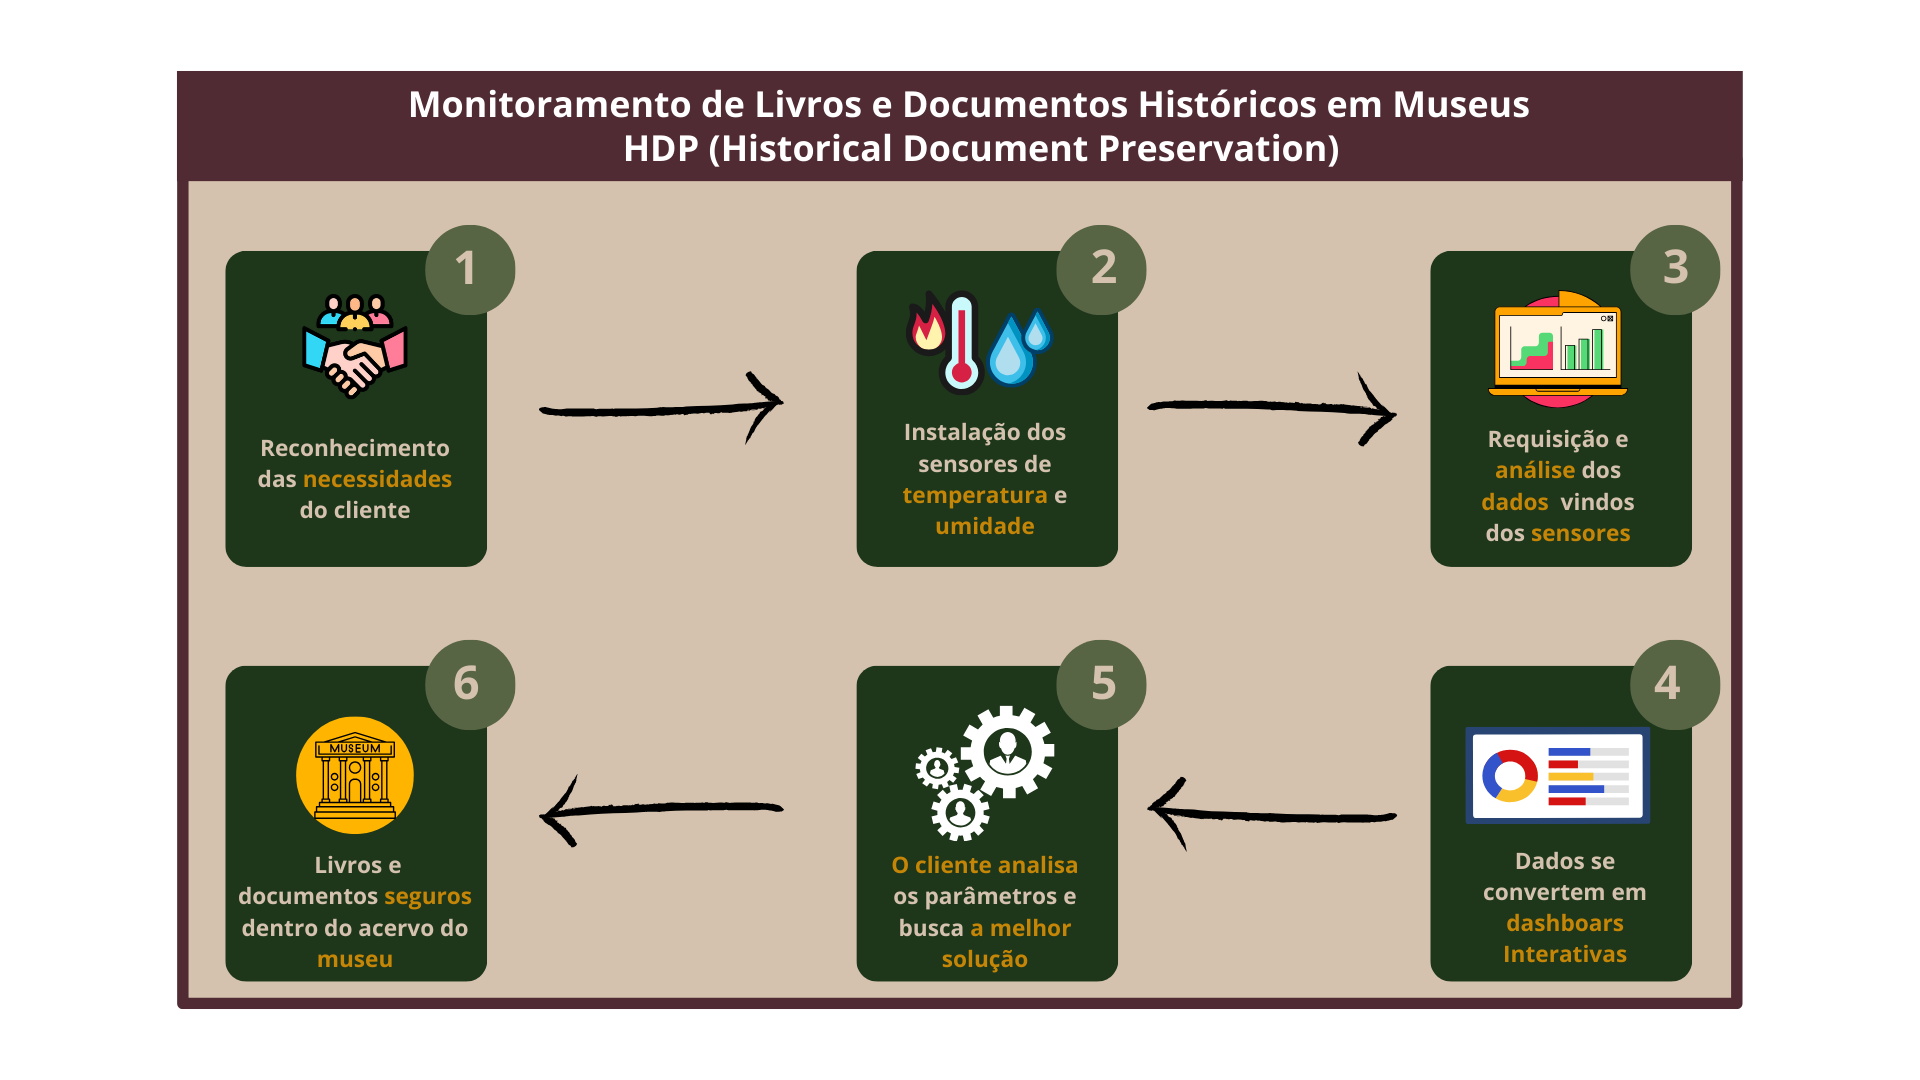 Monitoramento de Livros e Documentos Históricos em Museus
HDP (Historical Document Preservation)
1
Reconhecimento
das necessidades
do cliente
2
Instalação dos
sensores de
temperatura e
umidade
3
Requisição e
análise dos
dados vindos
dos sensores
4
Dados se
convertem em
dashboars
Interativas
5
O cliente analisa
os parâmetros e
busca a melhor
solução
6
MUSEUM
Livros e
documentos seguros
dentro do acervo do
museu